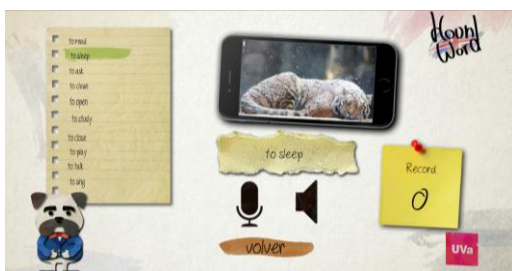 to read
to sleep
to ask
to clean
to open
to study
to close
to play
to talk
to sing
to sleep
volver
Houn!
Word
Record
0
UVa